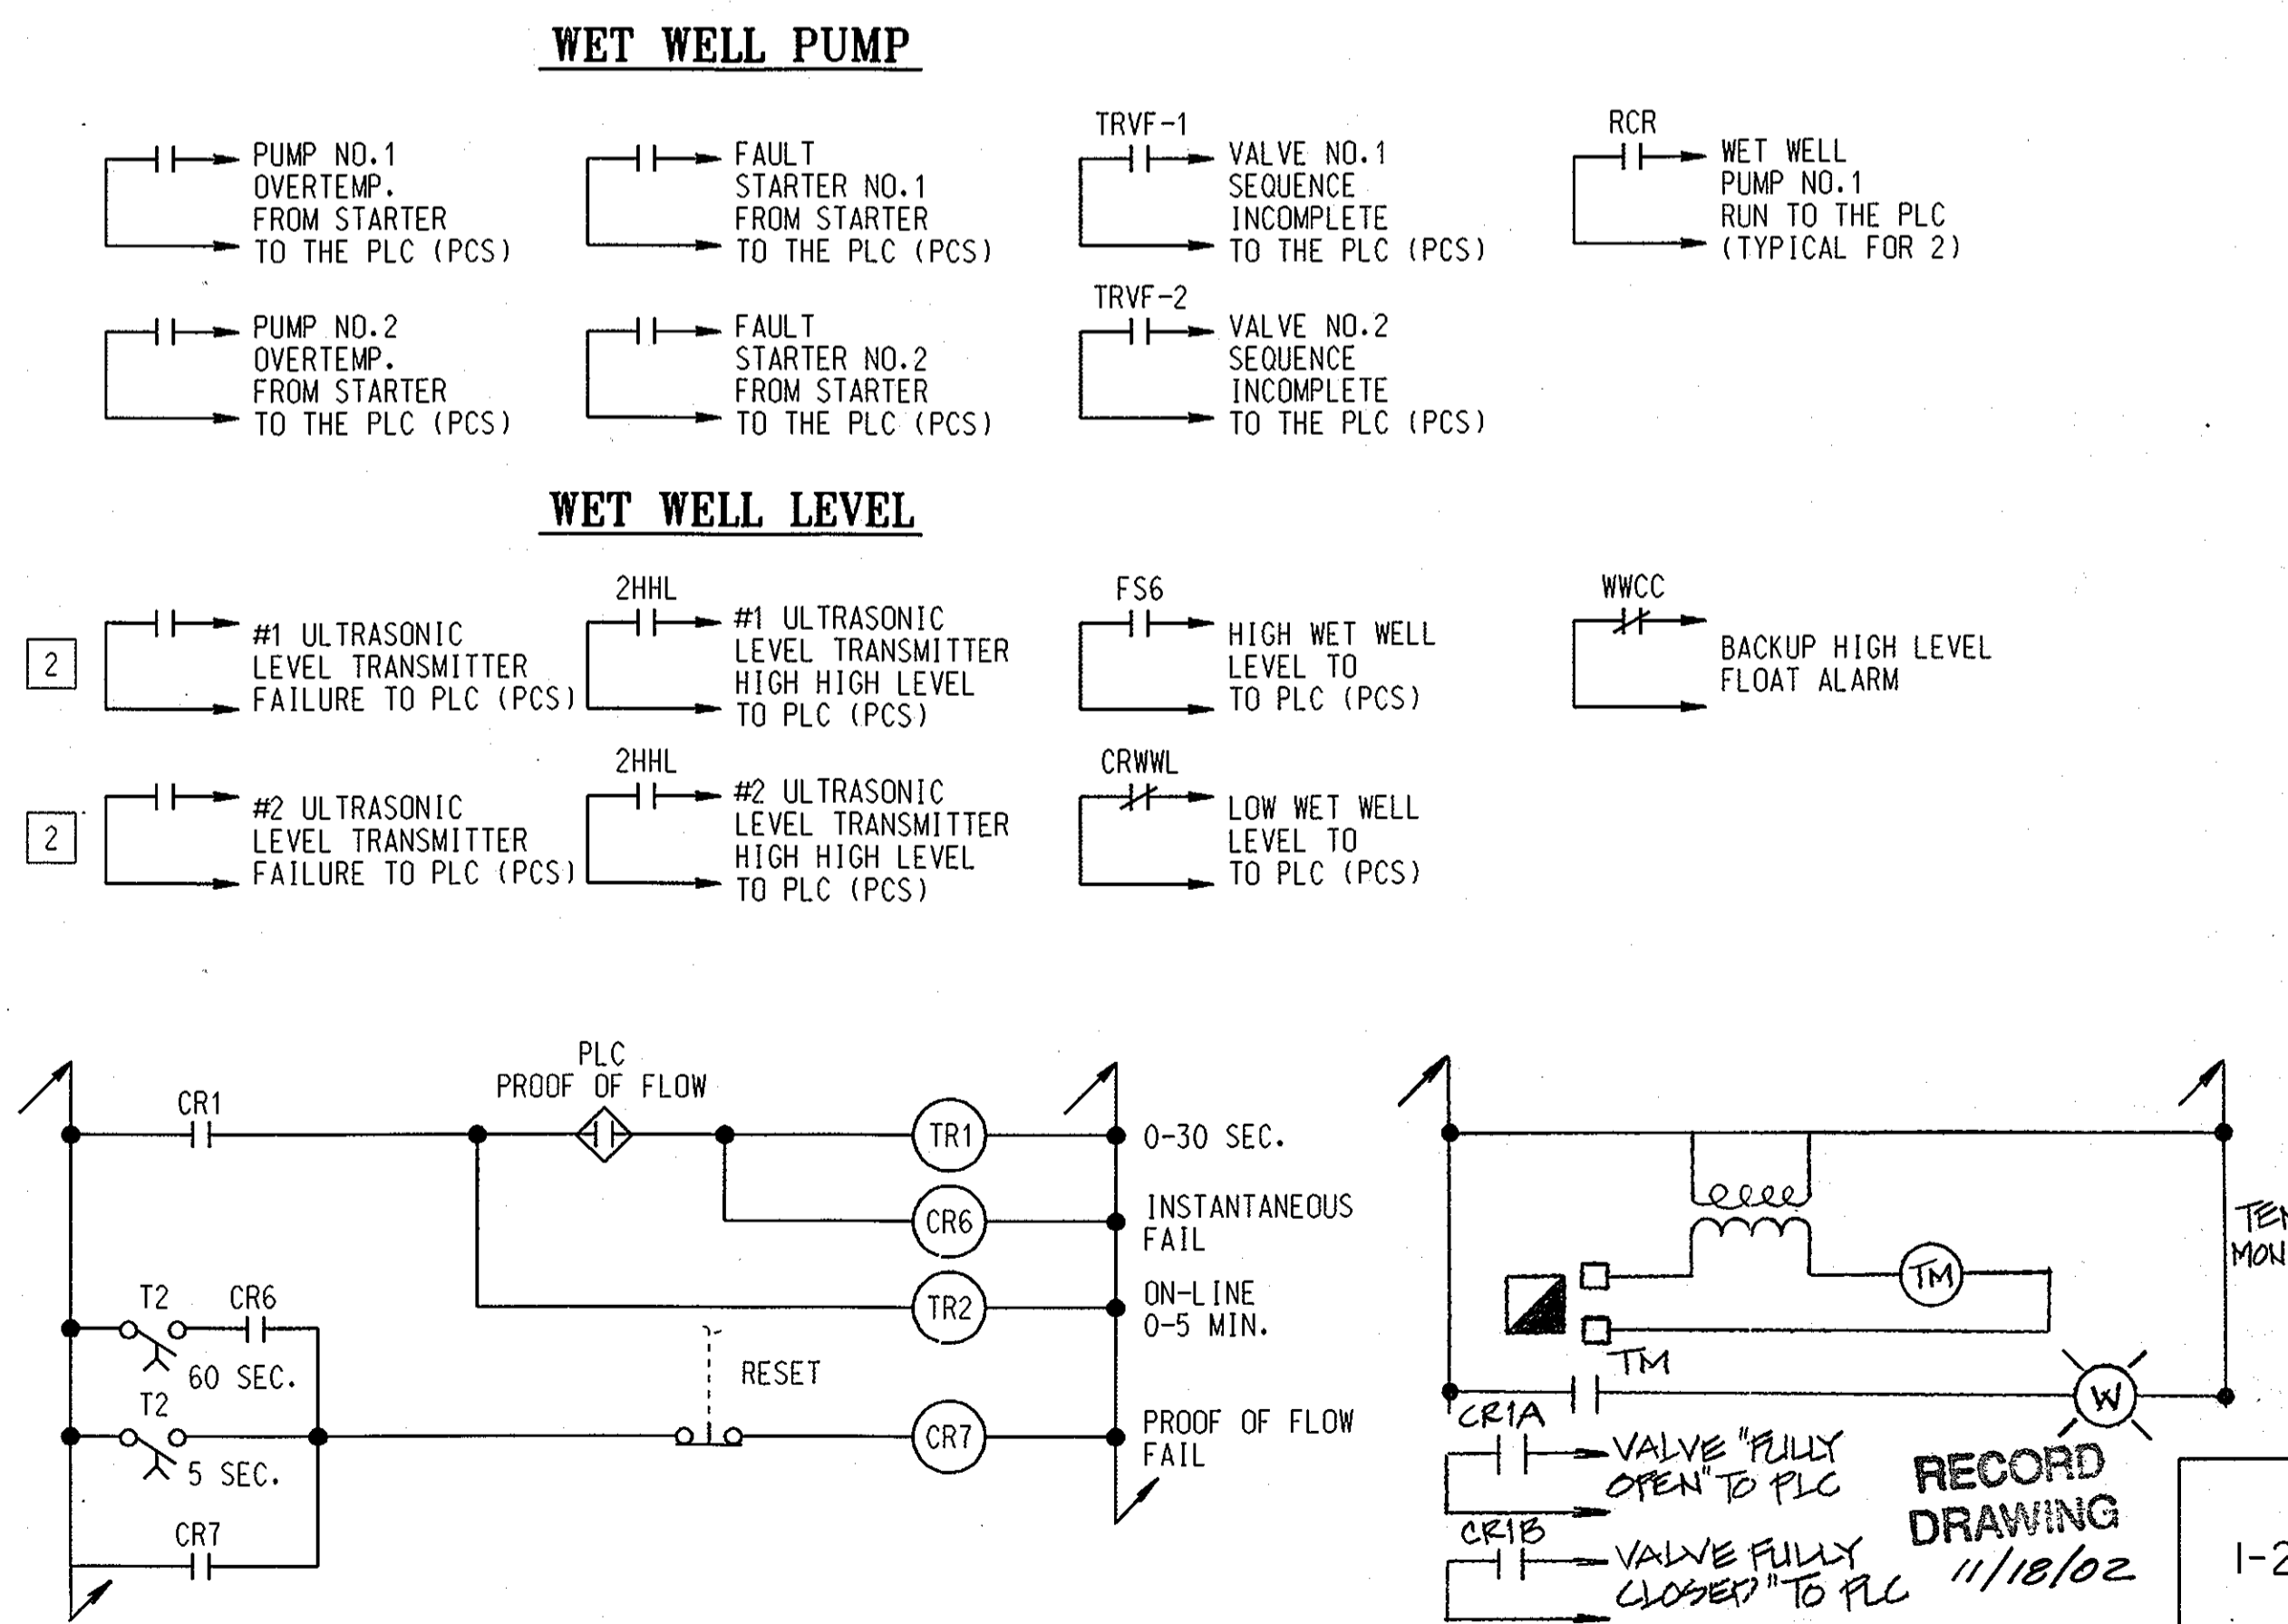 WET WELL PUMP
PUMP NO.1
OVERTEMP.
FROM STARTER
TO THE PLC (PCS)
FAULT
STARTER NO.1
FROM STARTER
TO THE PLC (PCS)
TRVF-1
VALVE NO.1
SEQUENCE
INCOMPLETE
TO THE PLC (PCS)
RCR
WET WELL
PUMP NO.1
RUN TO THE PLC
(TYPICAL FOR 2)
PUMP NO.2
OVERTEMP.
FROM STARTER
TO THE PLC (PCS)
FAULT
STARTER NO.2
FROM STARTER
TO THE PLC (PCS)
TRVF-2
VALVE NO.2
SEQUENCE
INCOMPLETE
TO THE PLC (PCS)
WET WELL LEVEL
2
#1 ULTRASONIC
LEVEL TRANSMITTER
FAILURE TO PLC (PCS)
2HHL
#1 ULTRASONIC
LEVEL TRANSMITTER
HIGH HIGH LEVEL
TO PLC (PCS)
FS6
HIGH WET WELL
LEVEL TO
TO PLC (PCS)
WWCC
BACKUP HIGH LEVEL
FLOAT ALARM
2
#2 ULTRASONIC
LEVEL TRANSMITTER
FAILURE TO PLC (PCS)
2HHL
#2 ULTRASONIC
LEVEL TRANSMITTER
HIGH HIGH LEVEL
TO PLC (PCS)
CRWWL
LOW WET WELL
LEVEL TO
TO PLC (PCS)
CR1
PLC
PROOF OF FLOW
TR1
0-30 SEC.
CR6
INSTANTANEOUS
FAIL
TR2
ON-LINE
0-5 MIN.
T2
CR6
60 SEC.
T2
5 SEC.
RESET
CR7
PROOF OF FLOW
FAIL
CR7
TM
TM
W
CR1A
VALVE "FULLY
OPEN" TO PLC
CR1B
VALVE FULLY
CLOSED" TO PLC
RECORD
DRAWING
11/18/02